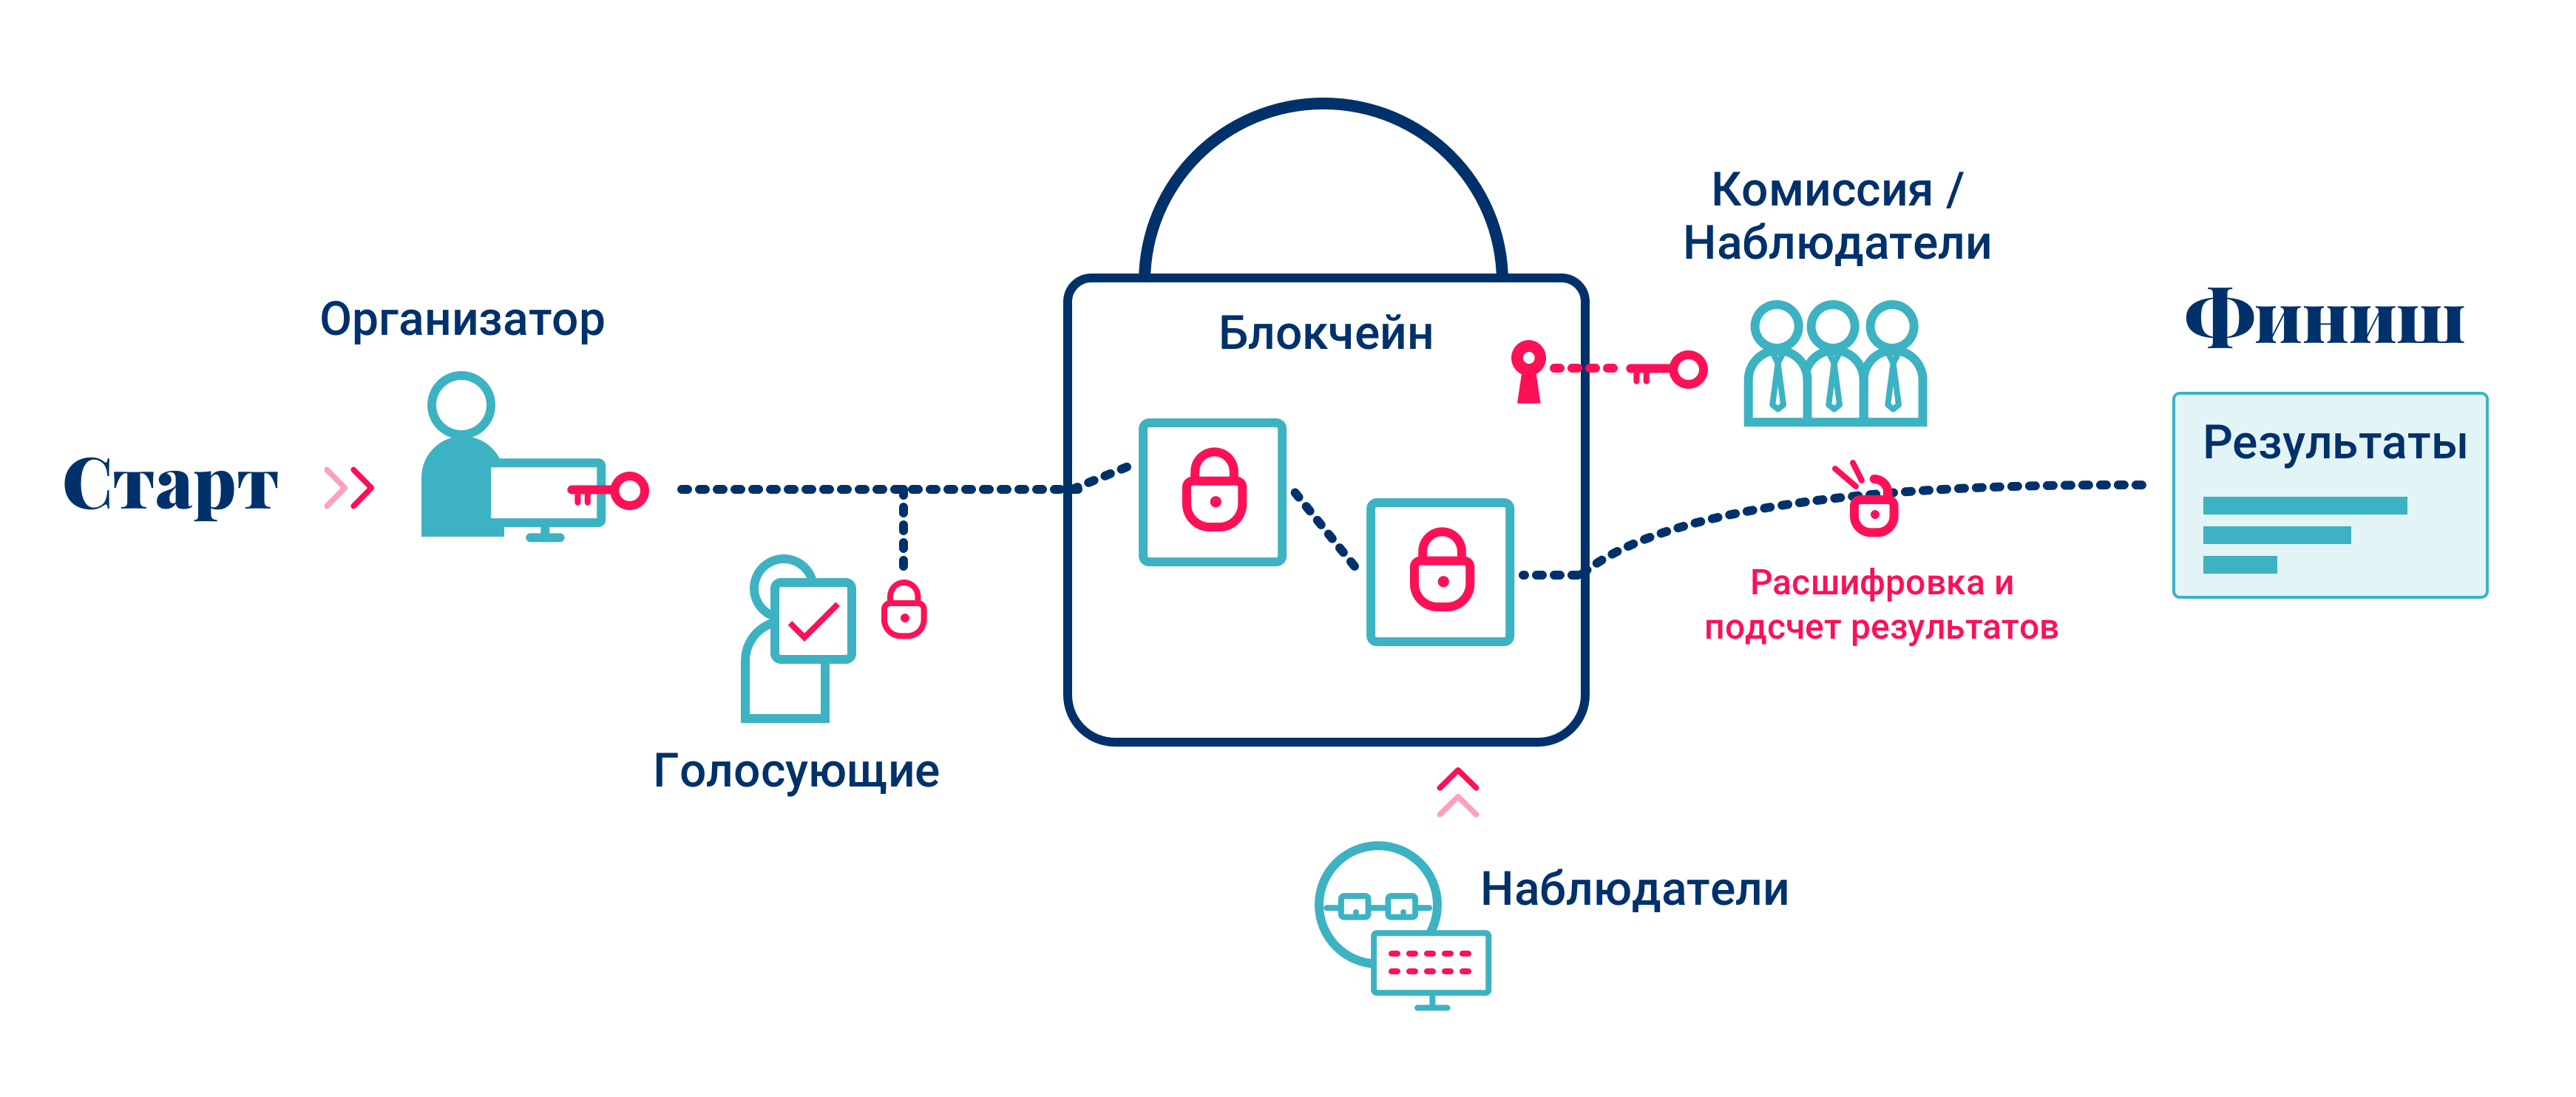 Старт
Организатор
Голосующие
Блокчейн
Комиссия /
Наблюдатели
Расшифровка и
подсчет результатов
Наблюдатели
Финиш
Результаты